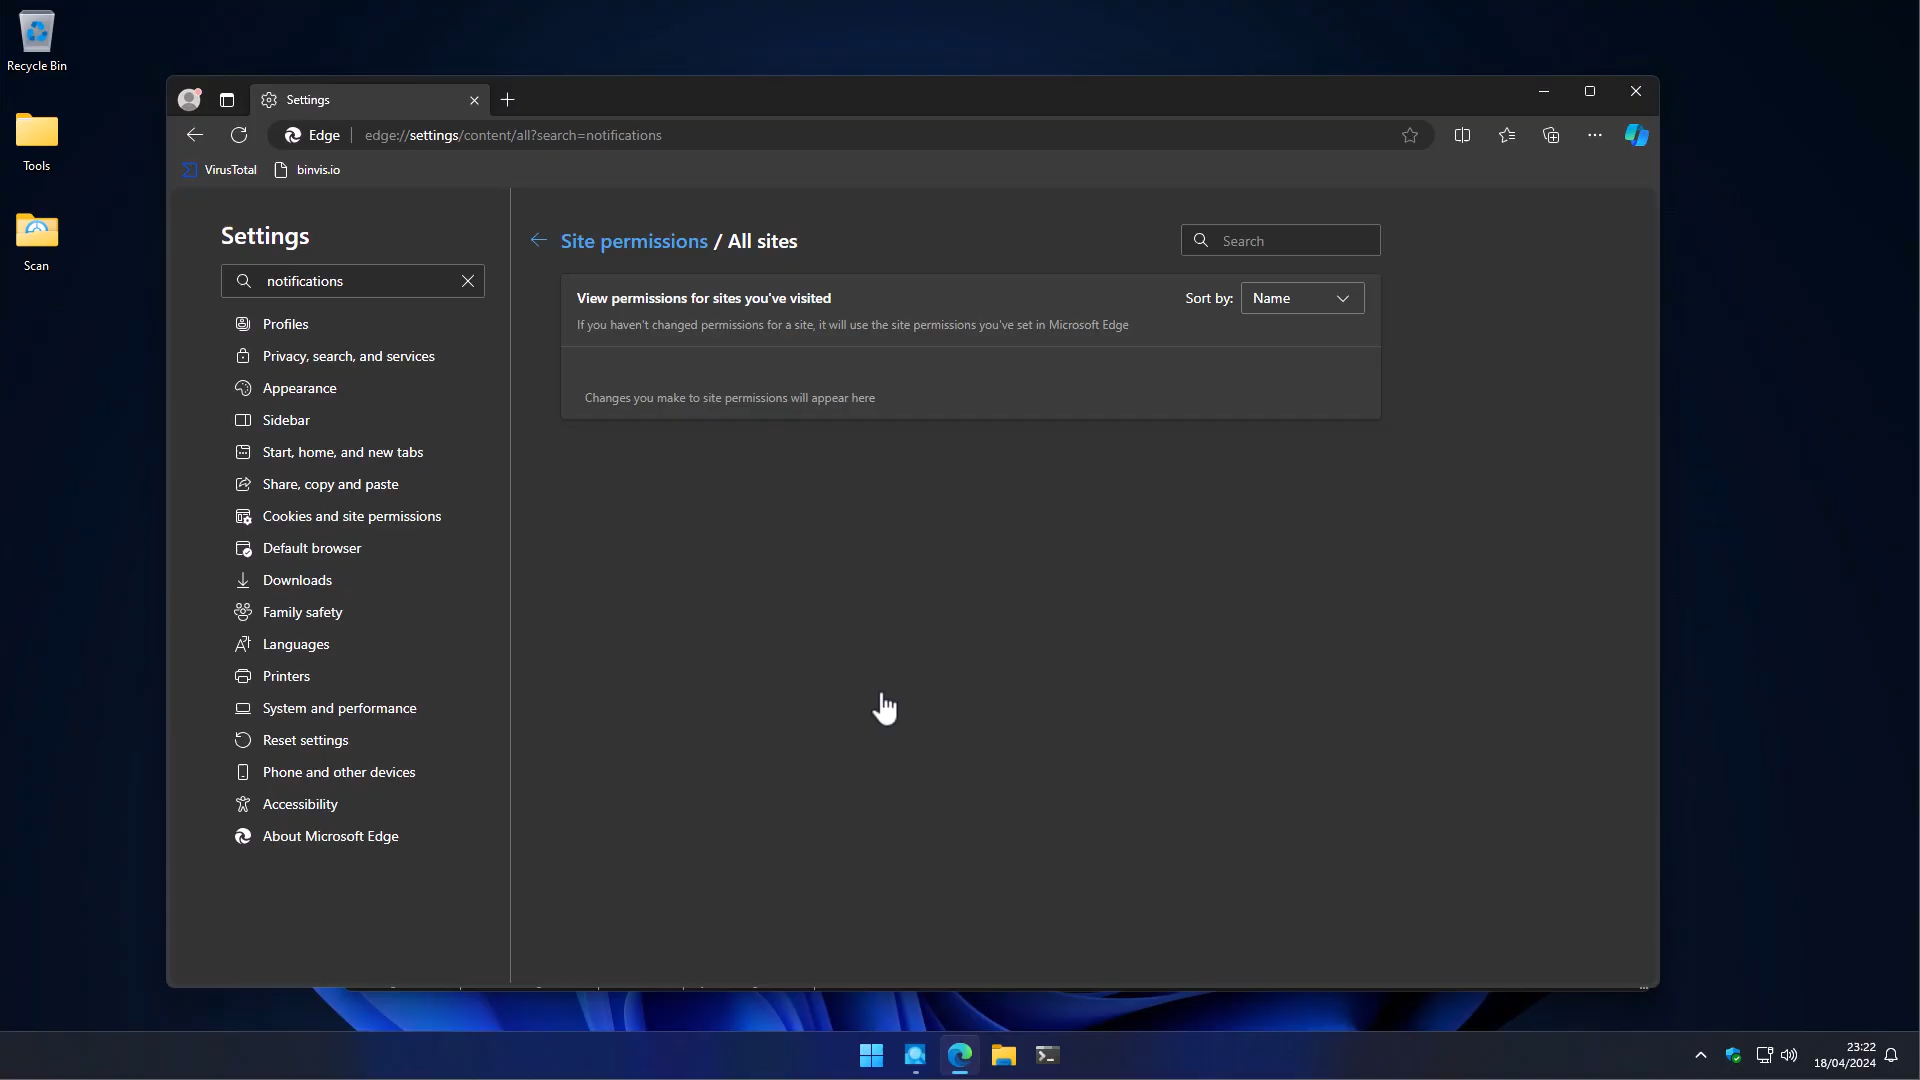 Recycle Bin
Tools
Scan
Settings
Edge
edge://settings/content/all?search=notifications
VirusTotal
binvis.io
Settings
notifications
Profiles
Privacy, search, and services
Appearance
Sidebar
Start, home, and new tabs
Share, copy and paste
Cookies and site permissions
Default browser
Downloads
Family safety
Languages
Printers
System and performance
Reset settings
Phone and other devices
Accessibility
About Microsoft Edge
Site permissions / All sites
Search
View permissions for sites you've visited
Sort by:
Name
If you haven't changed permissions for a site, it will use the site permissions you've set in Microsoft Edge
Changes you make to site permissions will appear here
23:22
18/04/2024